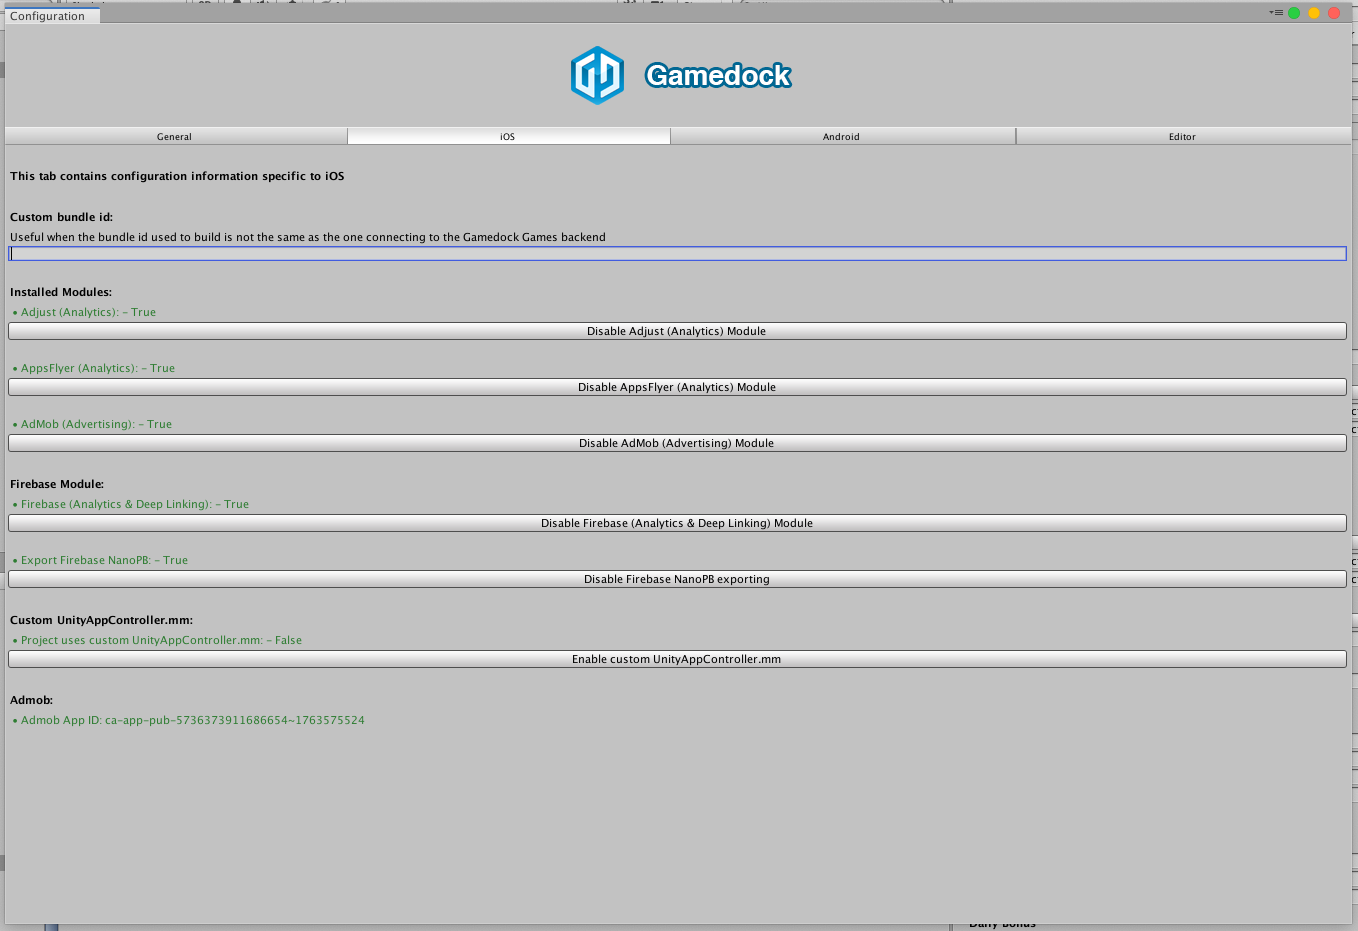 Configuration
Gamedock
General
iOS
Android
Editor
This tab contains configuration information specific to iOS
Custom bundle id:
Useful when the bundle id used to build is not the same as the one connecting to the Gamedock Games backend
Installed Modules:
• Adjust (Analytics): - True
Disable Adjust (Analytics) Module
• AppsFlyer (Analytics): - True
Disable AppsFlyer (Analytics) Module
• AdMob (Advertising): - True
Disable AdMob (Advertising) Module
Firebase Module:
• Firebase (Analytics & Deep Linking): - True
Disable Firebase (Analytics & Deep Linking) Module
• Export Firebase NanoPB: - True
Disable Firebase NanoPB exporting
Custom UnityAppController.mm:
• Project uses custom UnityAppController.mm: - False
Enable custom UnityAppController.mm
Admob:
• Admob App ID: ca-app-pub-5736373911686654~1763575524
Daily Bonus